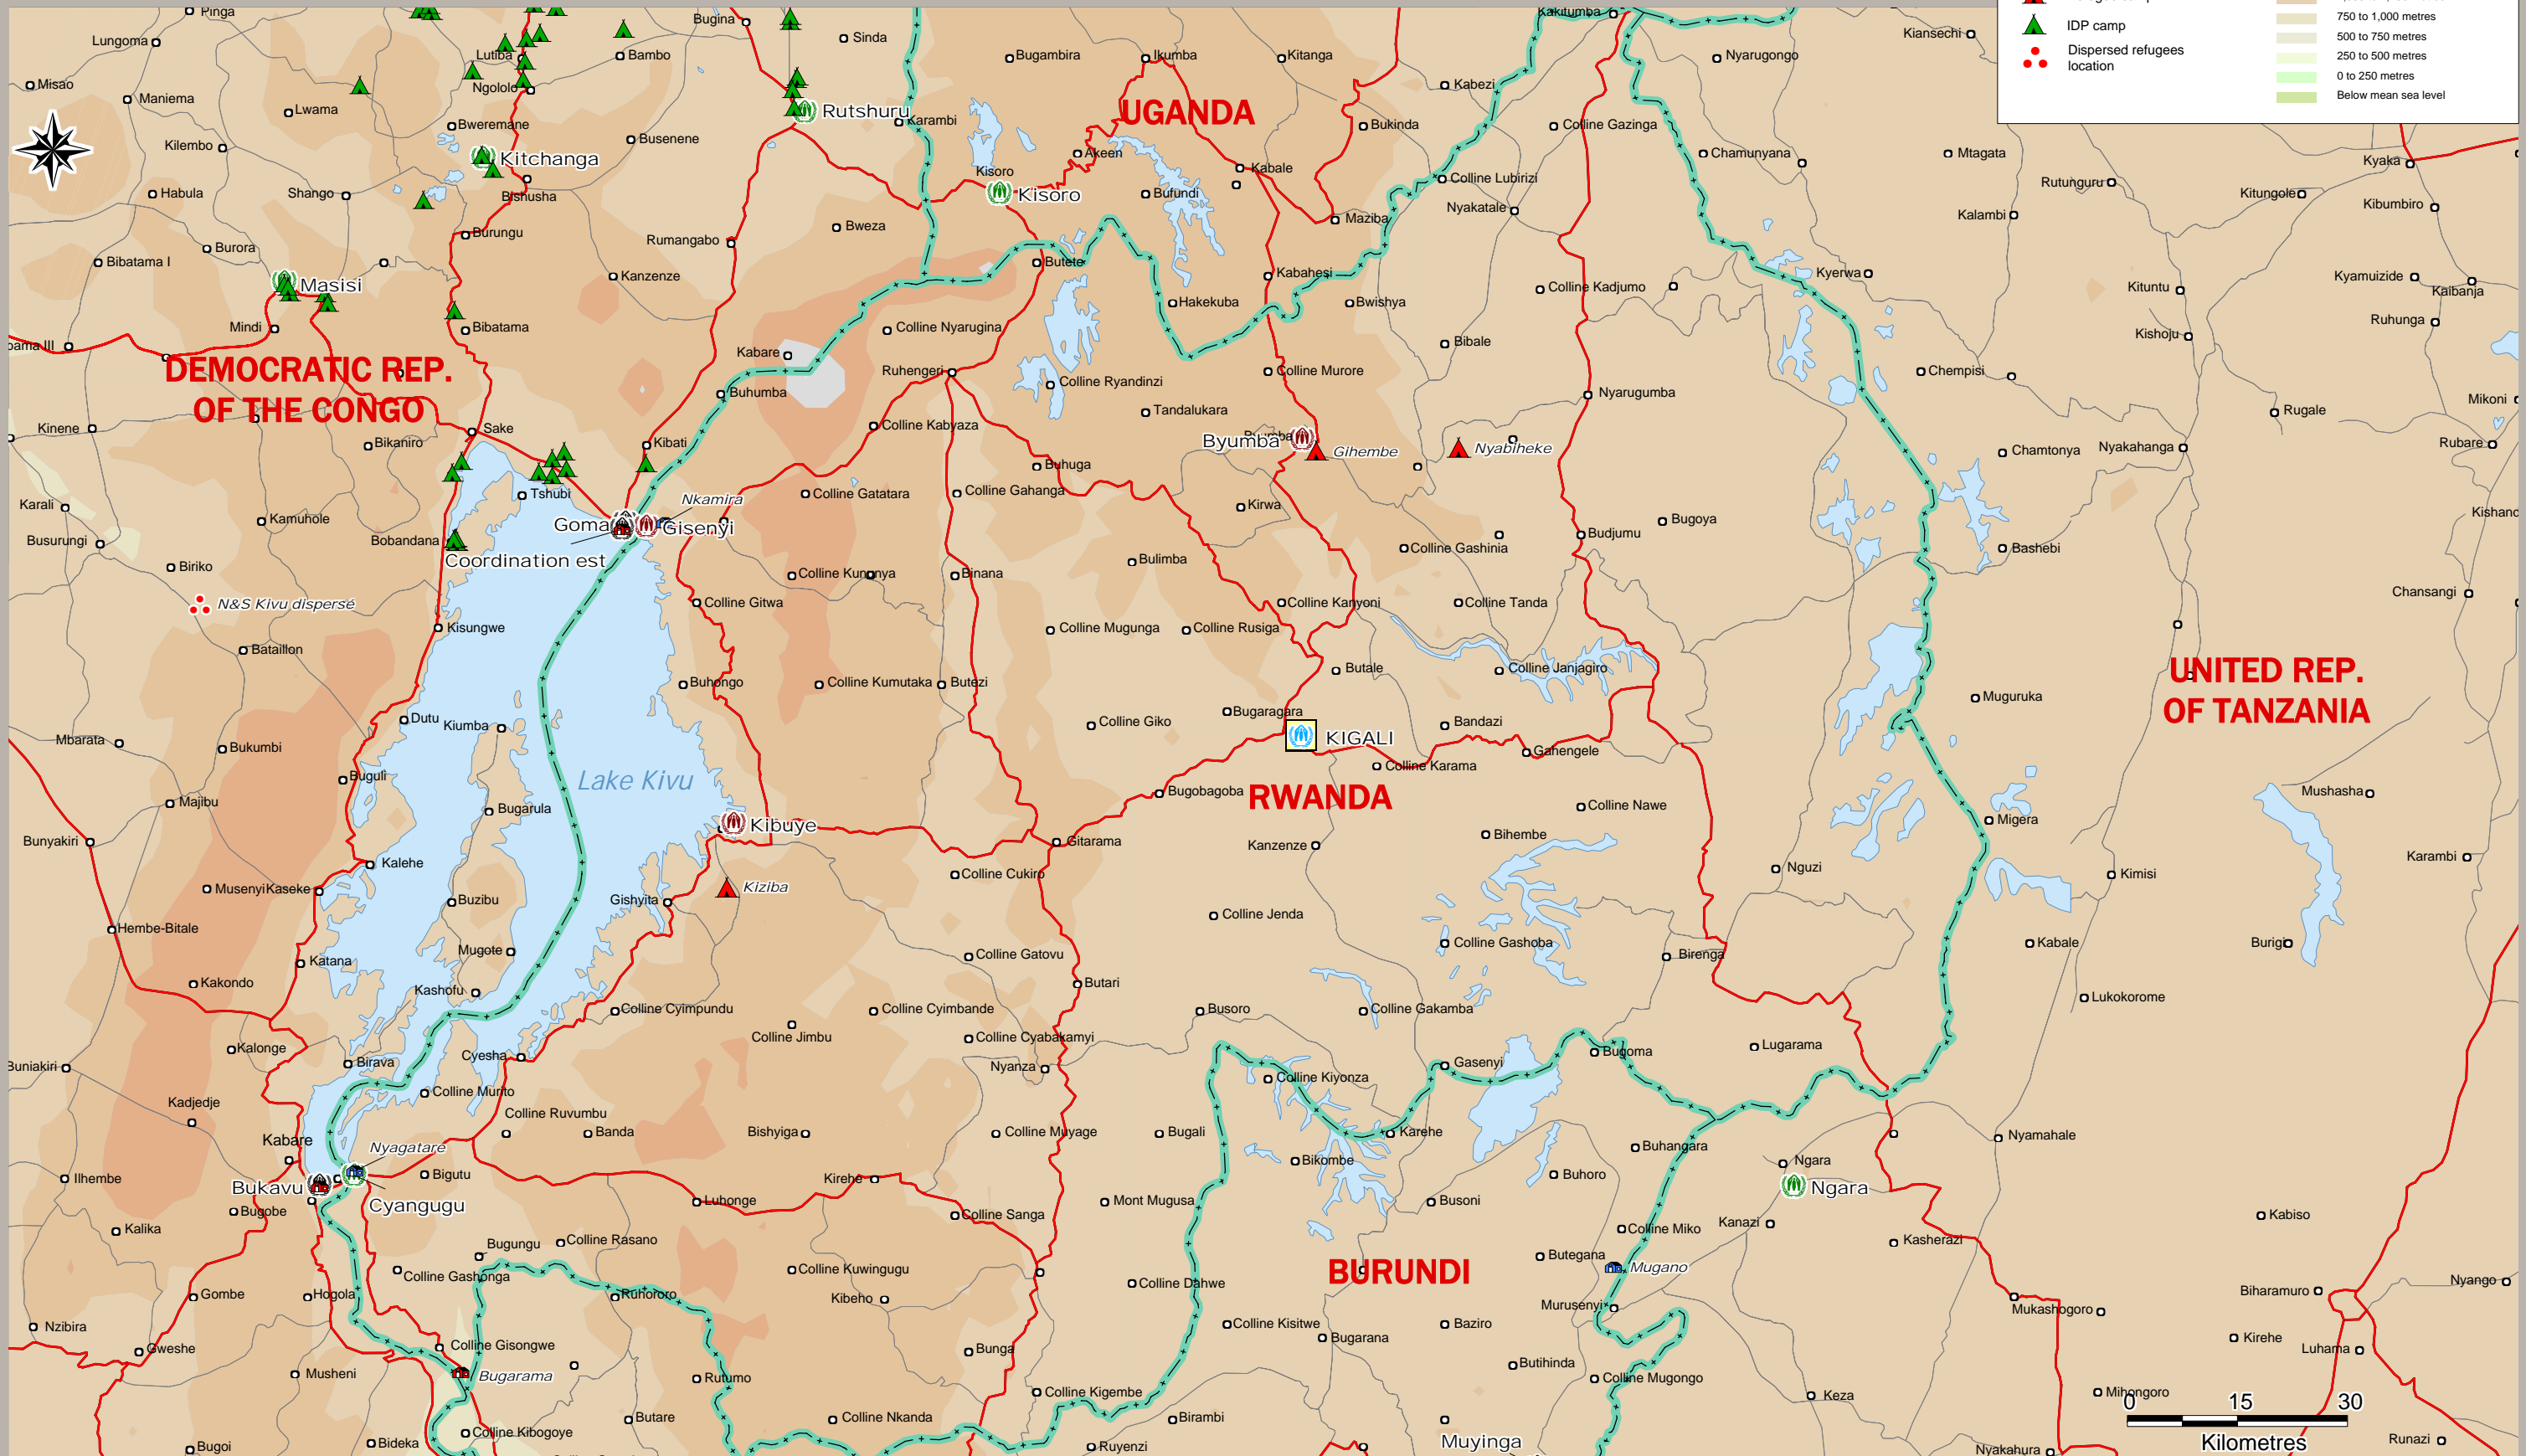 Pinga
Bugina
Kakitumba
Lungoma
Lutiba
Bambo
Sinda
Bugambira
Ikumba
Kitanga
Nyarugongo
Kiansechi
IDP camp
Dispersed refugees
location
750 to 1,000 metres
500 to 750 metres
250 to 500 metres
0 to 250 metres
Below mean sea level
Misao
Maniema
Lwama
Ngololo
Bweremane
Busenene
Rutshuru
Karambi
UGANDA
Kabezi
Bukinda
Colline Gazinga
Chamunyana
Mtagata
Kyaka
Kilembo
Kitchanga
Akeen
Kisoro
Kisoro
Kabale
Colline Lubirizi
Rutunguru
Kitungole
Kibumbiro
Habula
Shango
Bishusha
Bufundi
Nyakatale
Kalambi
Burora
Burungu
Rumangabo
Bweza
Maziba
Bibatama I
Masisi
Kanzenze
Butete
Kabahesi
Kyerwa
Kyamuizide
Kaibanja
Mindi
Bibatama
Colline Nyarugina
Hakekuba
Bwishya
Colline Kadjumo
Kituntu
Ruhunga
Kishoju
bama III
DEMOCRATIC REP.
OF THE CONGO
Kabare
Ruhengeri
Colline Ryandinzi
Colline Murore
Bibale
Chempisi
Buhumba
Tandalukara
Nyarugumba
Rugale
Mikoni
Kinene
Bikaniro
Sake
Kibati
Colline Kabyaza
Byumba
Gihembe
Nyabiheke
Chamtonya
Nyakahanga
Rubare
Buhuga
Karali
Tshubi
Nkamira
Colline Gatatara
Colline Gahanga
Kirwa
Kamuhole
Goma
Gisenyi
Bugoya
Kishanc
Busurungi
Bobandana
Coordination est
Budjumu
Colline Gashinia
Bashebi
Biriko
Colline Kunonya
Binana
Bulimba
N&S Kivu dispersé
Colline Gitwa
Colline Kanyoni
Colline Tanda
Chansangi
Kisungwe
Colline Mugunga
Colline Rusiga
Bataillon
Butale
Colline Janjagiro
UNITED REP.
OF TANZANIA
Buhongo
Colline Kumutaka
Butezi
Muguruka
Dutu
Kiumba
Colline Giko
Bugaragara
Bandazi
Mbarata
Bukumbi
KIGALI
Gahengele
Lake Kivu
Buguli
Colline Karama
Majibu
Bugarula
Bugobagoba
RWANDA
Colline Nawe
Mushasha
Kibuye
Migera
Bunyakiri
Gitarama
Kanzenze
Bihembe
Karambi
Kalehe
Nguzi
Kimisi
Musenyi
Kaseke
Kiziba
Colline Cukiro
Buzibu
Gishyita
Colline Jenda
Hembe-Bitale
Mugote
Colline Gatovu
Colline Gashoba
Birenga
Kabale
Burigi
Katana
Kakondo
Kashofu
Butari
Lukokorome
Colline Cyimpundu
Colline Cyimbande
Busoro
Colline Gakamba
Colline Jimbu
Colline Cyabakamyi
Kalonge
Birava
Cyesha
Nyanza
Gasenyi
Bugoma
Lugarama
Buniakiri
Colline Murito
Colline Kiyonza
Kadjedje
Colline Ruvumbu
Kabare
Nyagatare
Banda
Bishyiga
Colline Muyage
Bugali
Karehe
Buhangara
Nyamahale
Ilhembe
Bukavu
Bigutu
Kirehe
Bikombe
Buhoro
Ngara
Ngara
Cyangugu
Luhonge
Mont Mugusa
Busoni
Bugobe
Colline Sanga
Kabiso
Kalika
Colline Miko
Kanazi
Kasherazi
Bugungu
Colline Rasano
Butegana
Colline Gashonga
Colline Kuwingugu
BURUNDI
Mugano
Colline Dahwe
Nyango
Gombe
Hogola
Ruhororo
Kibeho
Murusenyi
Mukashogoro
Biharamuro
Nzibira
Colline Kisitwe
Bugarana
Baziro
Kirehe
Gweshe
Colline Gisongwe
Bunga
Luhama
Musheni
Bugarama
Rutumo
Butihinda
Colline Mugongo
Colline Kigembe
Keza
Mihongoro
0 15 30
Kilometres
Butare
Colline Nkanda
Birambi
Colline Kibogoye
Bugoi
Bideka
Ruyenzi
Muyinga
Nyakahura
Runazi